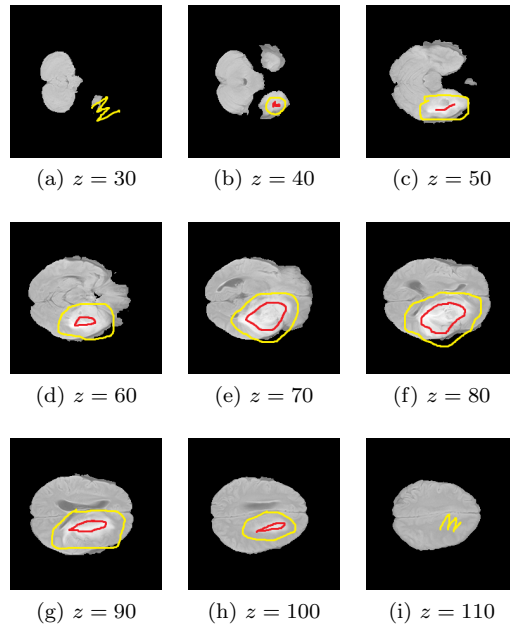 (a) z = 30 (b) z = 40 (c) z = 50
(d) z = 60 (e) z = 70 (f) z = 80
(g) z = 90 (h) z = 100 (i) z = 110